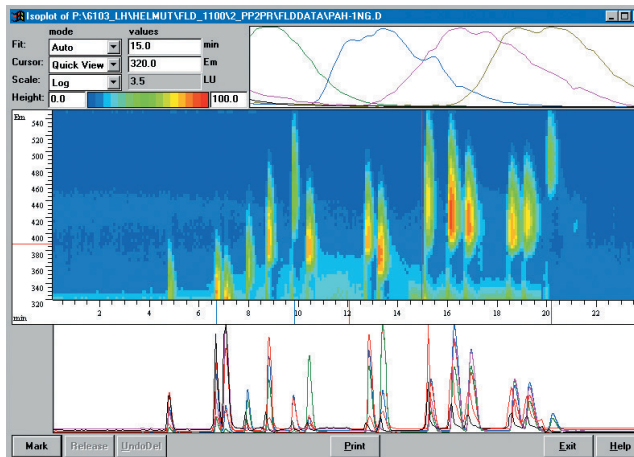 Isoplot of P:\6103_LH\HELMUT\FLD_1100\2_PP2PR\FLDDATA\PAH-1NG.D
mode values
Fit: Auto 15.0 min
Cursor: Quick View 320.0 Em
Scale: Log 3.5 LU
Height: 0.0 100.0
Em
540
520
500
480
460
440
420
400
380
360
340
320
min 2 4 6 8 10 12 14 16 18 20 22
Mark Release UndoDel Print Exit Help